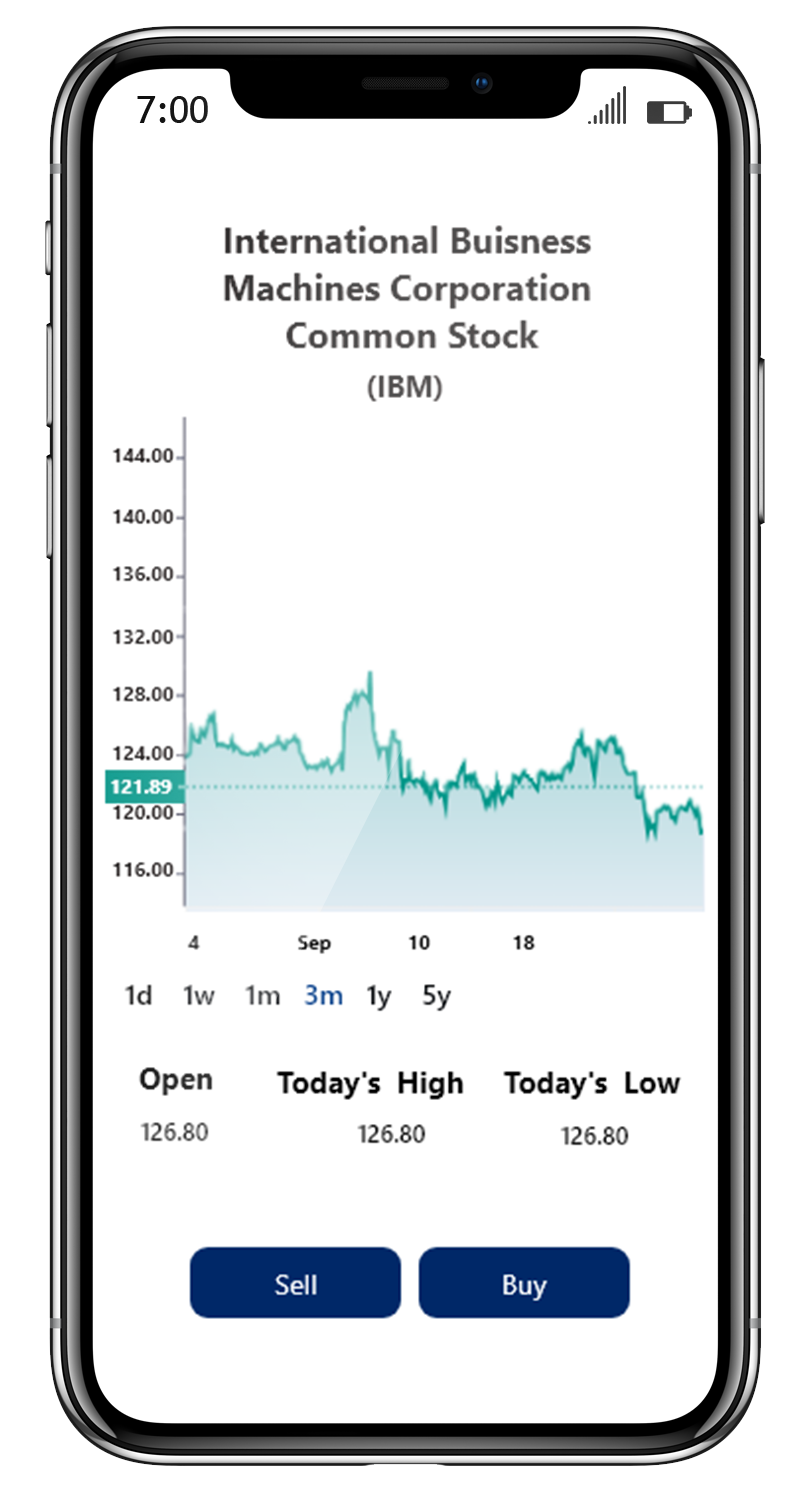 7:00
International Buisness
Machines Corporation
Common Stock
(IBM)
144.00
140.00
136.00
132.00
128.00
124.00
121.89
120.00
116.00
4 Sep 10 18
1d 1w 1m 3m 1y 5y
Open Today's High Today's Low
126.80 126.80 126.80
Sell Buy